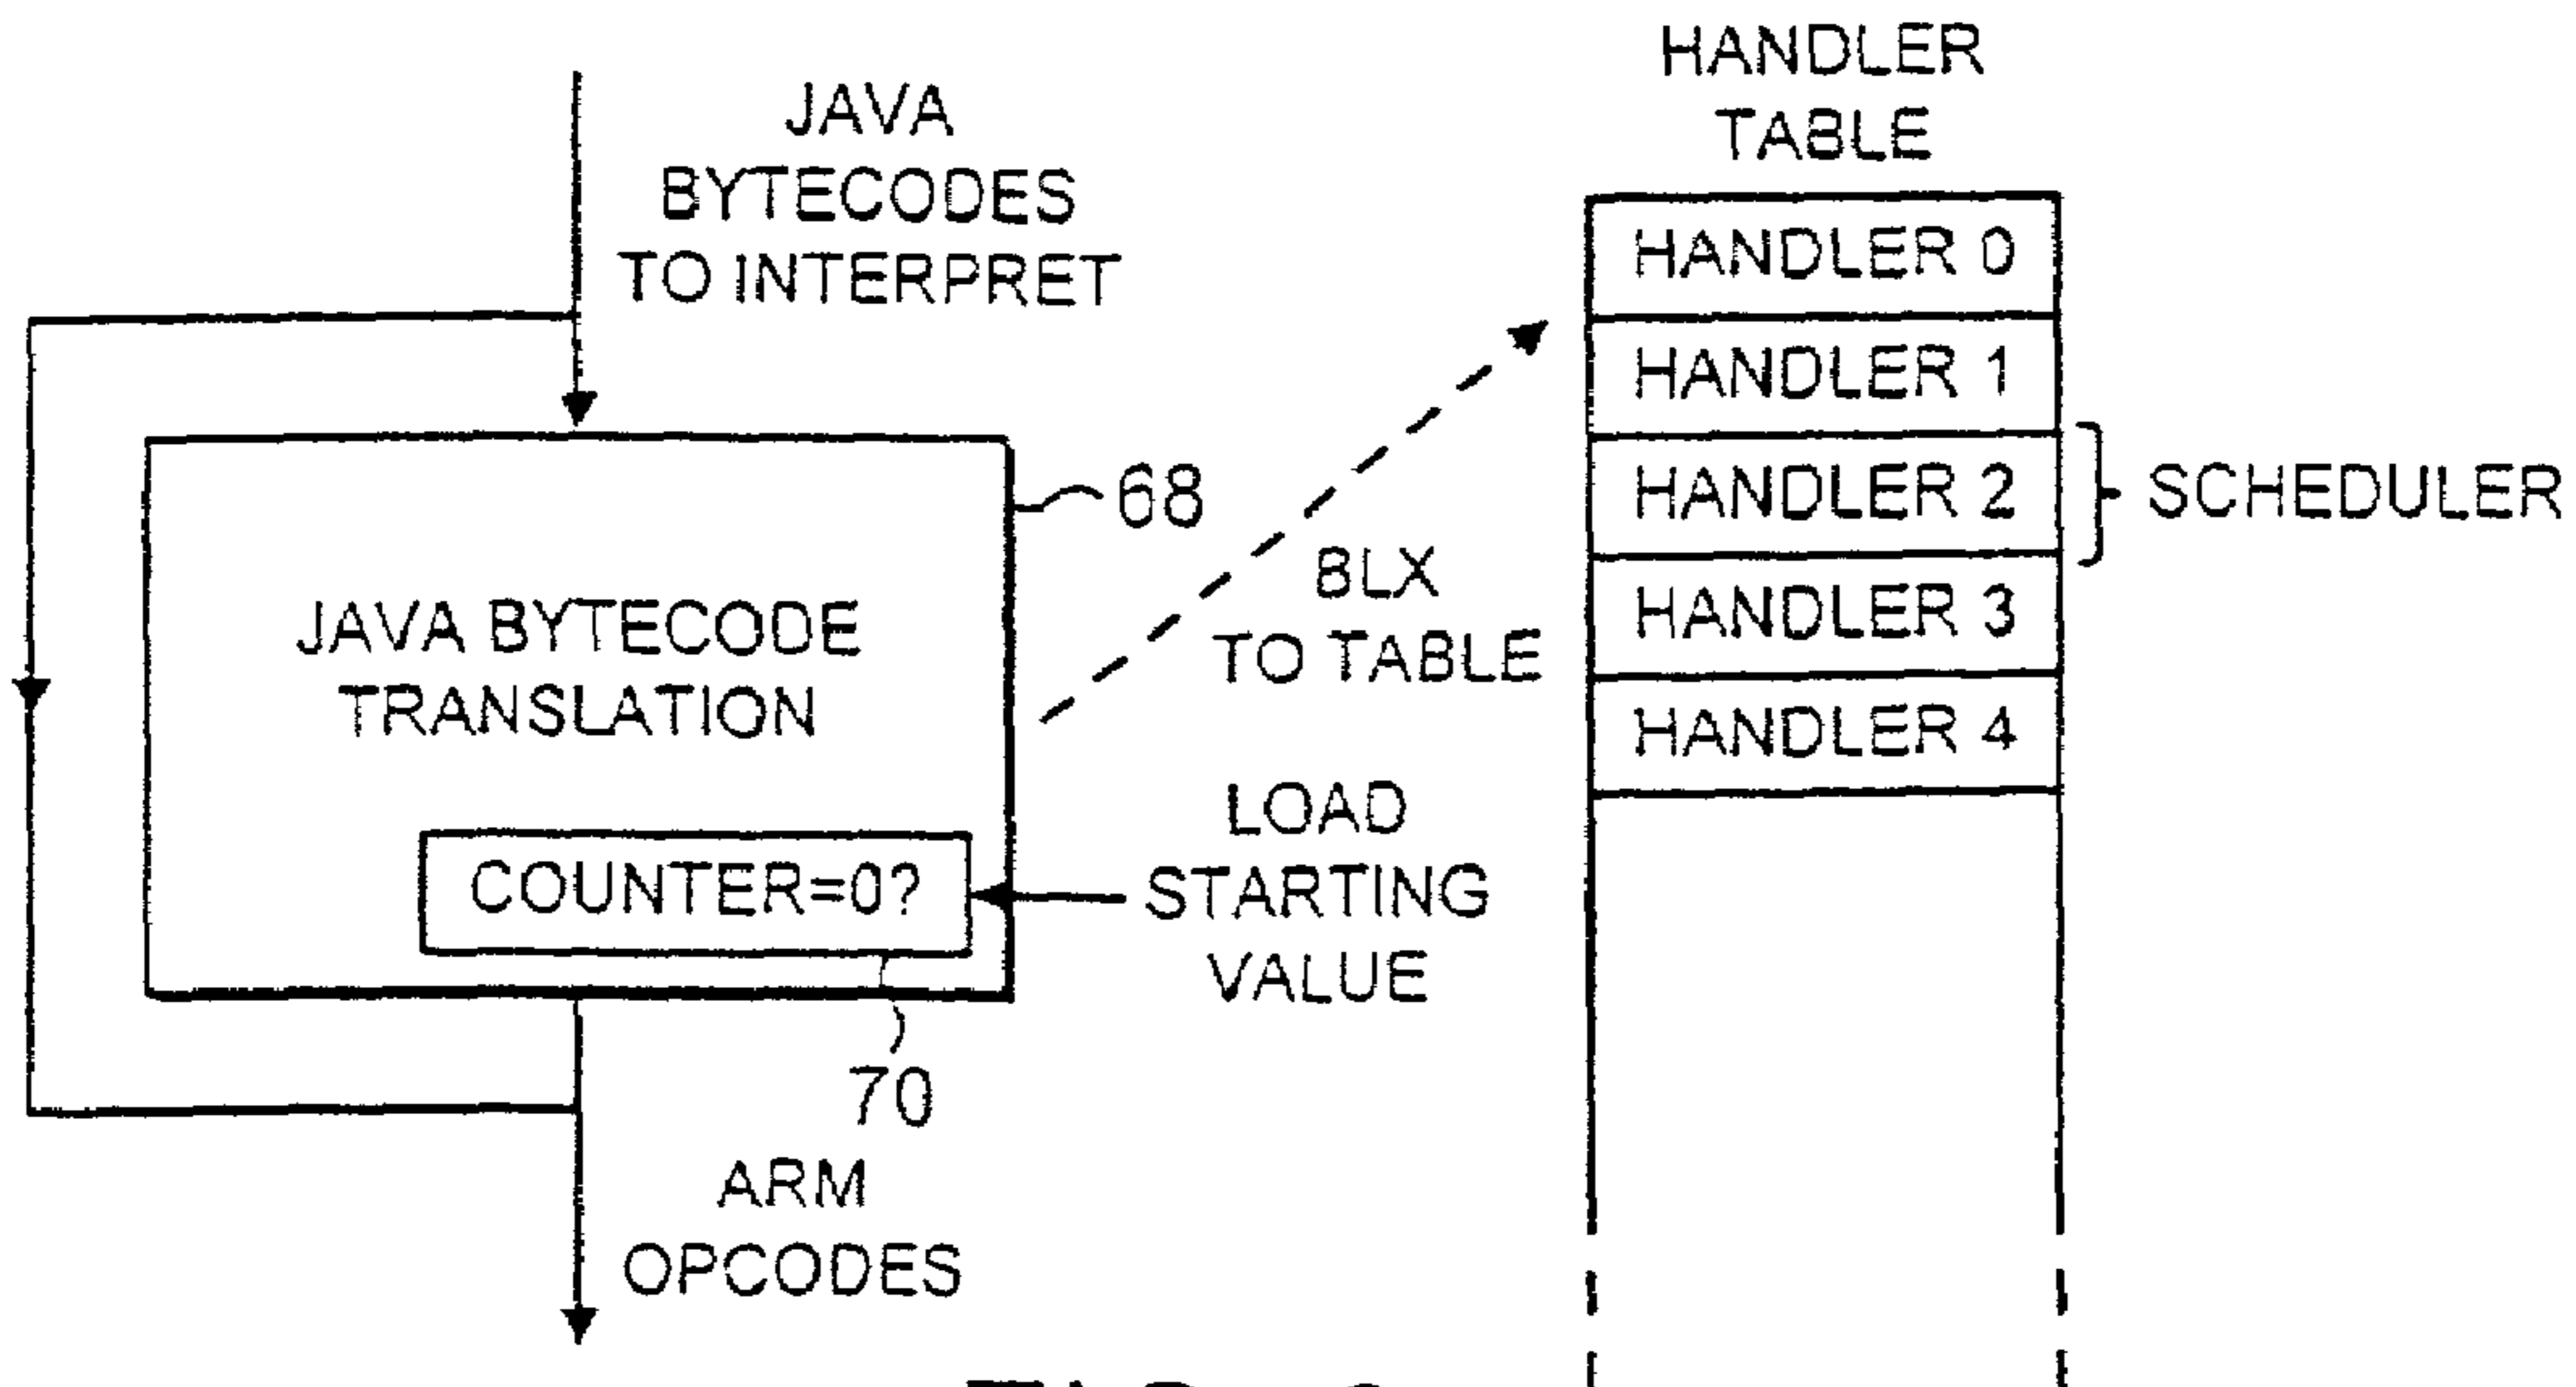 JAVA
BYTECODES
TO INTERPRET
HANDLER
TABLE
HANDLER 0
HANDLER 1
HANDLER 2
HANDLER 3
HANDLER 4
SCHEDULER
68
BLX
TO TABLE
JAVA BYTECODE
TRANSLATION
COUNTER=0?
LOAD
STARTING
VALUE
70
ARM
OPCODES